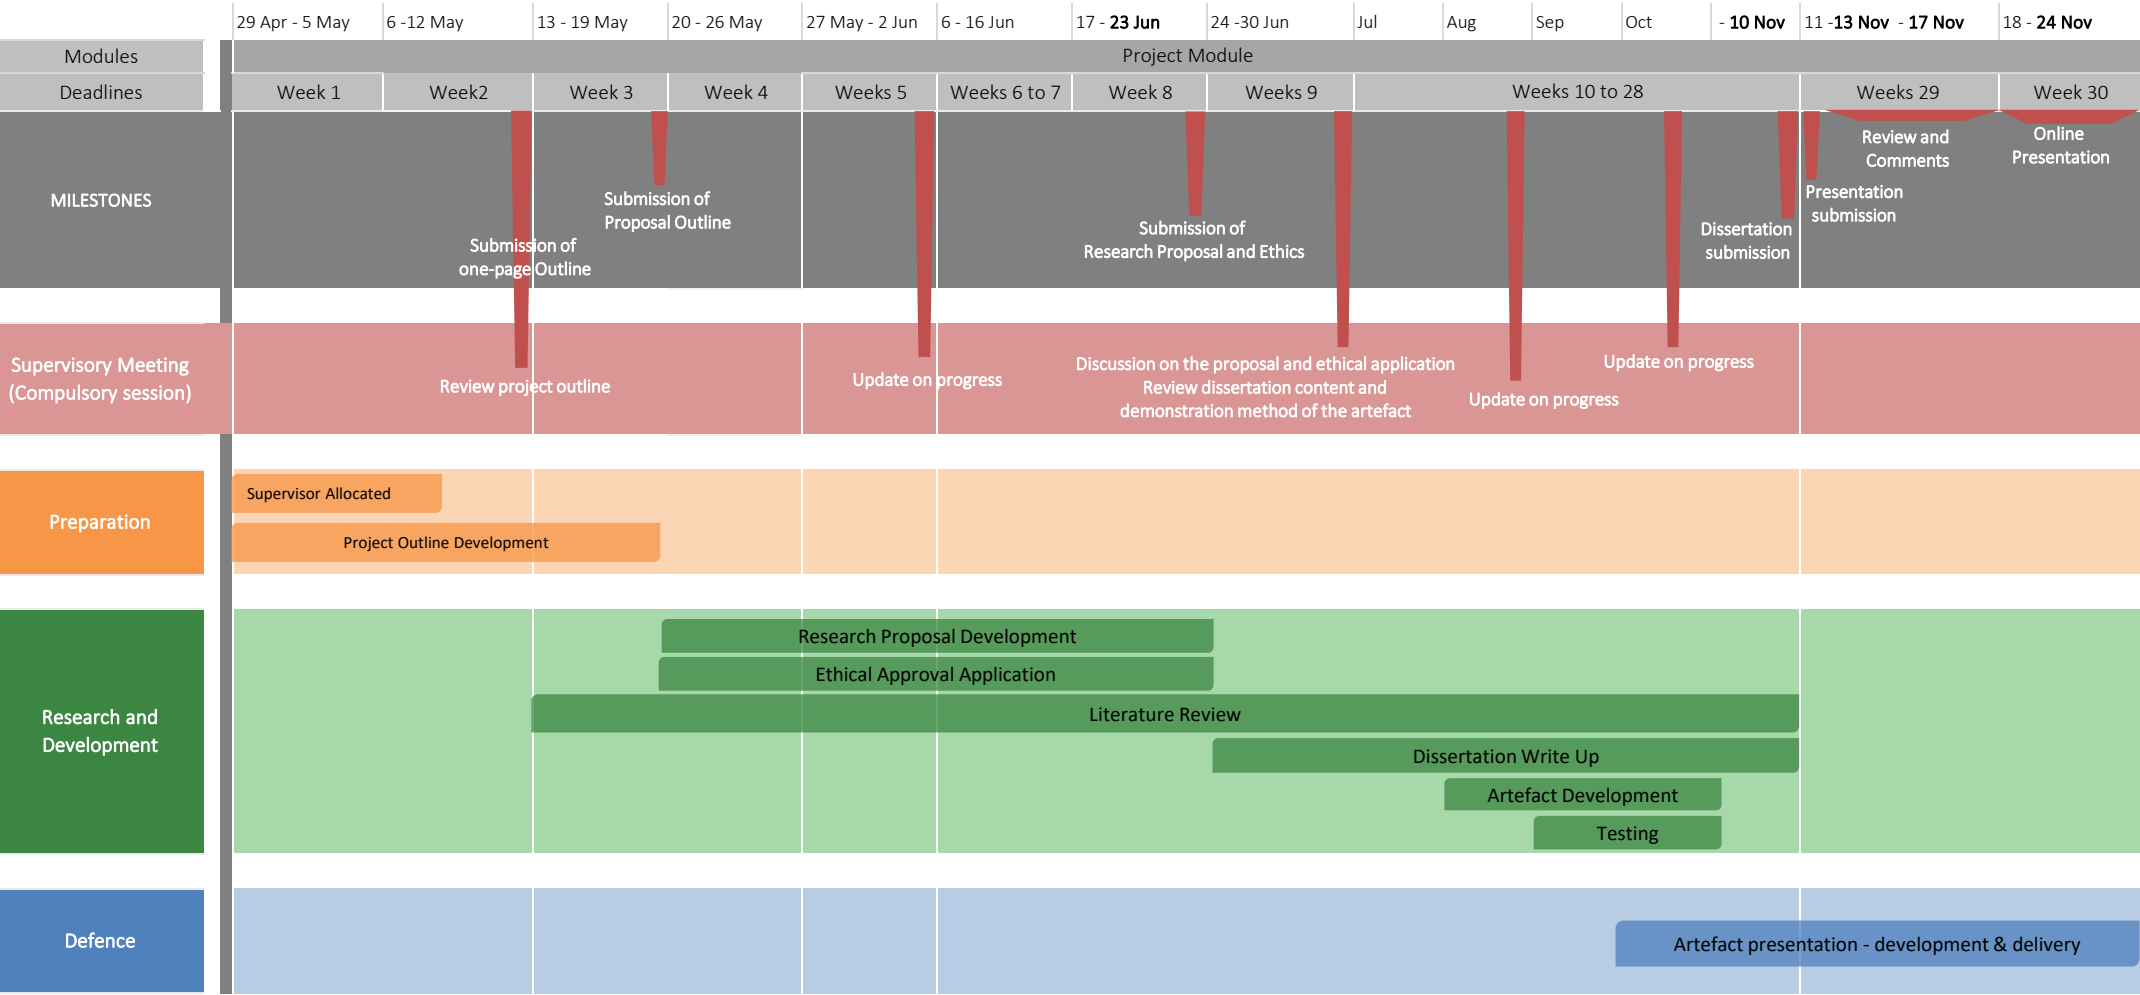 29 Apr - 5 May
6 -12 May
13 - 19 May
20 - 26 May
27 May - 2 Jun
6 - 16 Jun
17 - 23 Jun
24 -30 Jun
Jul
Aug
Sep
Oct
- 10 Nov
11 -13 Nov - 17 Nov
18 - 24 Nov
Modules
Project Module
Deadlines
Week 1
Week2
Week 3
Week 4
Weeks 5
Weeks 6 to 7
Week 8
Weeks 9
Weeks 10 to 28
Weeks 29
Week 30
MILESTONES
Submission of
one-page Outline
Submission of
Proposal Outline
Submission of
Research Proposal and Ethics
Dissertation
submission
Presentation
submission
Review and
Comments
Online
Presentation
Supervisory Meeting
(Compulsory session)
Review project outline
Update on progress
Discussion on the proposal and ethical application
Review dissertation content and
demonstration method of the artefact
Update on progress
Update on progress
Preparation
Supervisor Allocated
Project Outline Development
Research and
Development
Research Proposal Development
Ethical Approval Application
Literature Review
Dissertation Write Up
Artefact Development
Testing
Defence
Artefact presentation - development & delivery